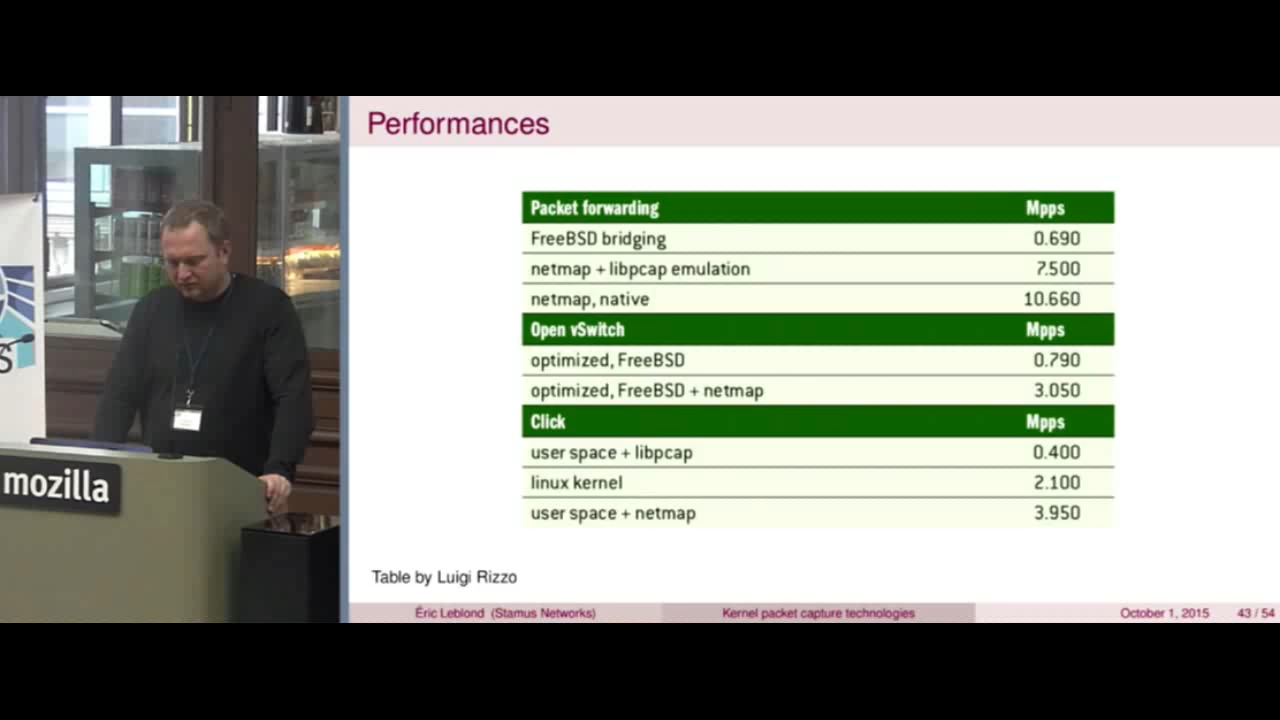 Performances
Packet forwarding Mpps
FreeBSD bridging 0.690
netmap + libpcap emulation 7.500
netmap, native 10.660
Open vSwitch Mpps
optimized, FreeBSD 0.790
optimized, FreeBSD + netmap 3.050
Click Mpps
user space + libpcap 0.400
linux kernel 2.100
user space + netmap 3.950
Table by Luigi Rizzo
Éric Leblond (Stamus Networks) Kernel packet capture technologies October 1, 2015 43 / 54
mozilla
S